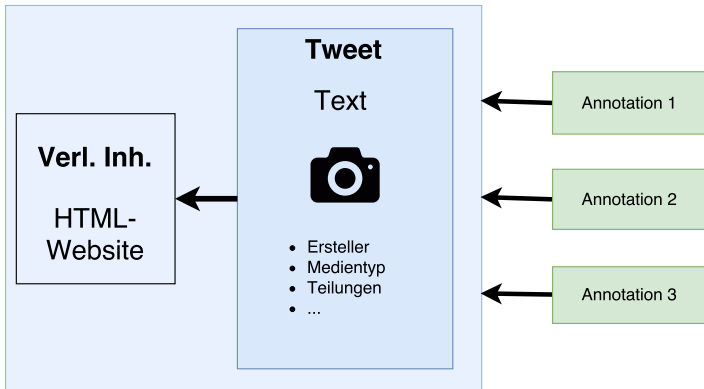 Tweet
Text
Verl. Inh.
HTML-
Website
• Ersteller
• Medientyp
• Teilungen
• ...
Annotation 1
Annotation 2
Annotation 3